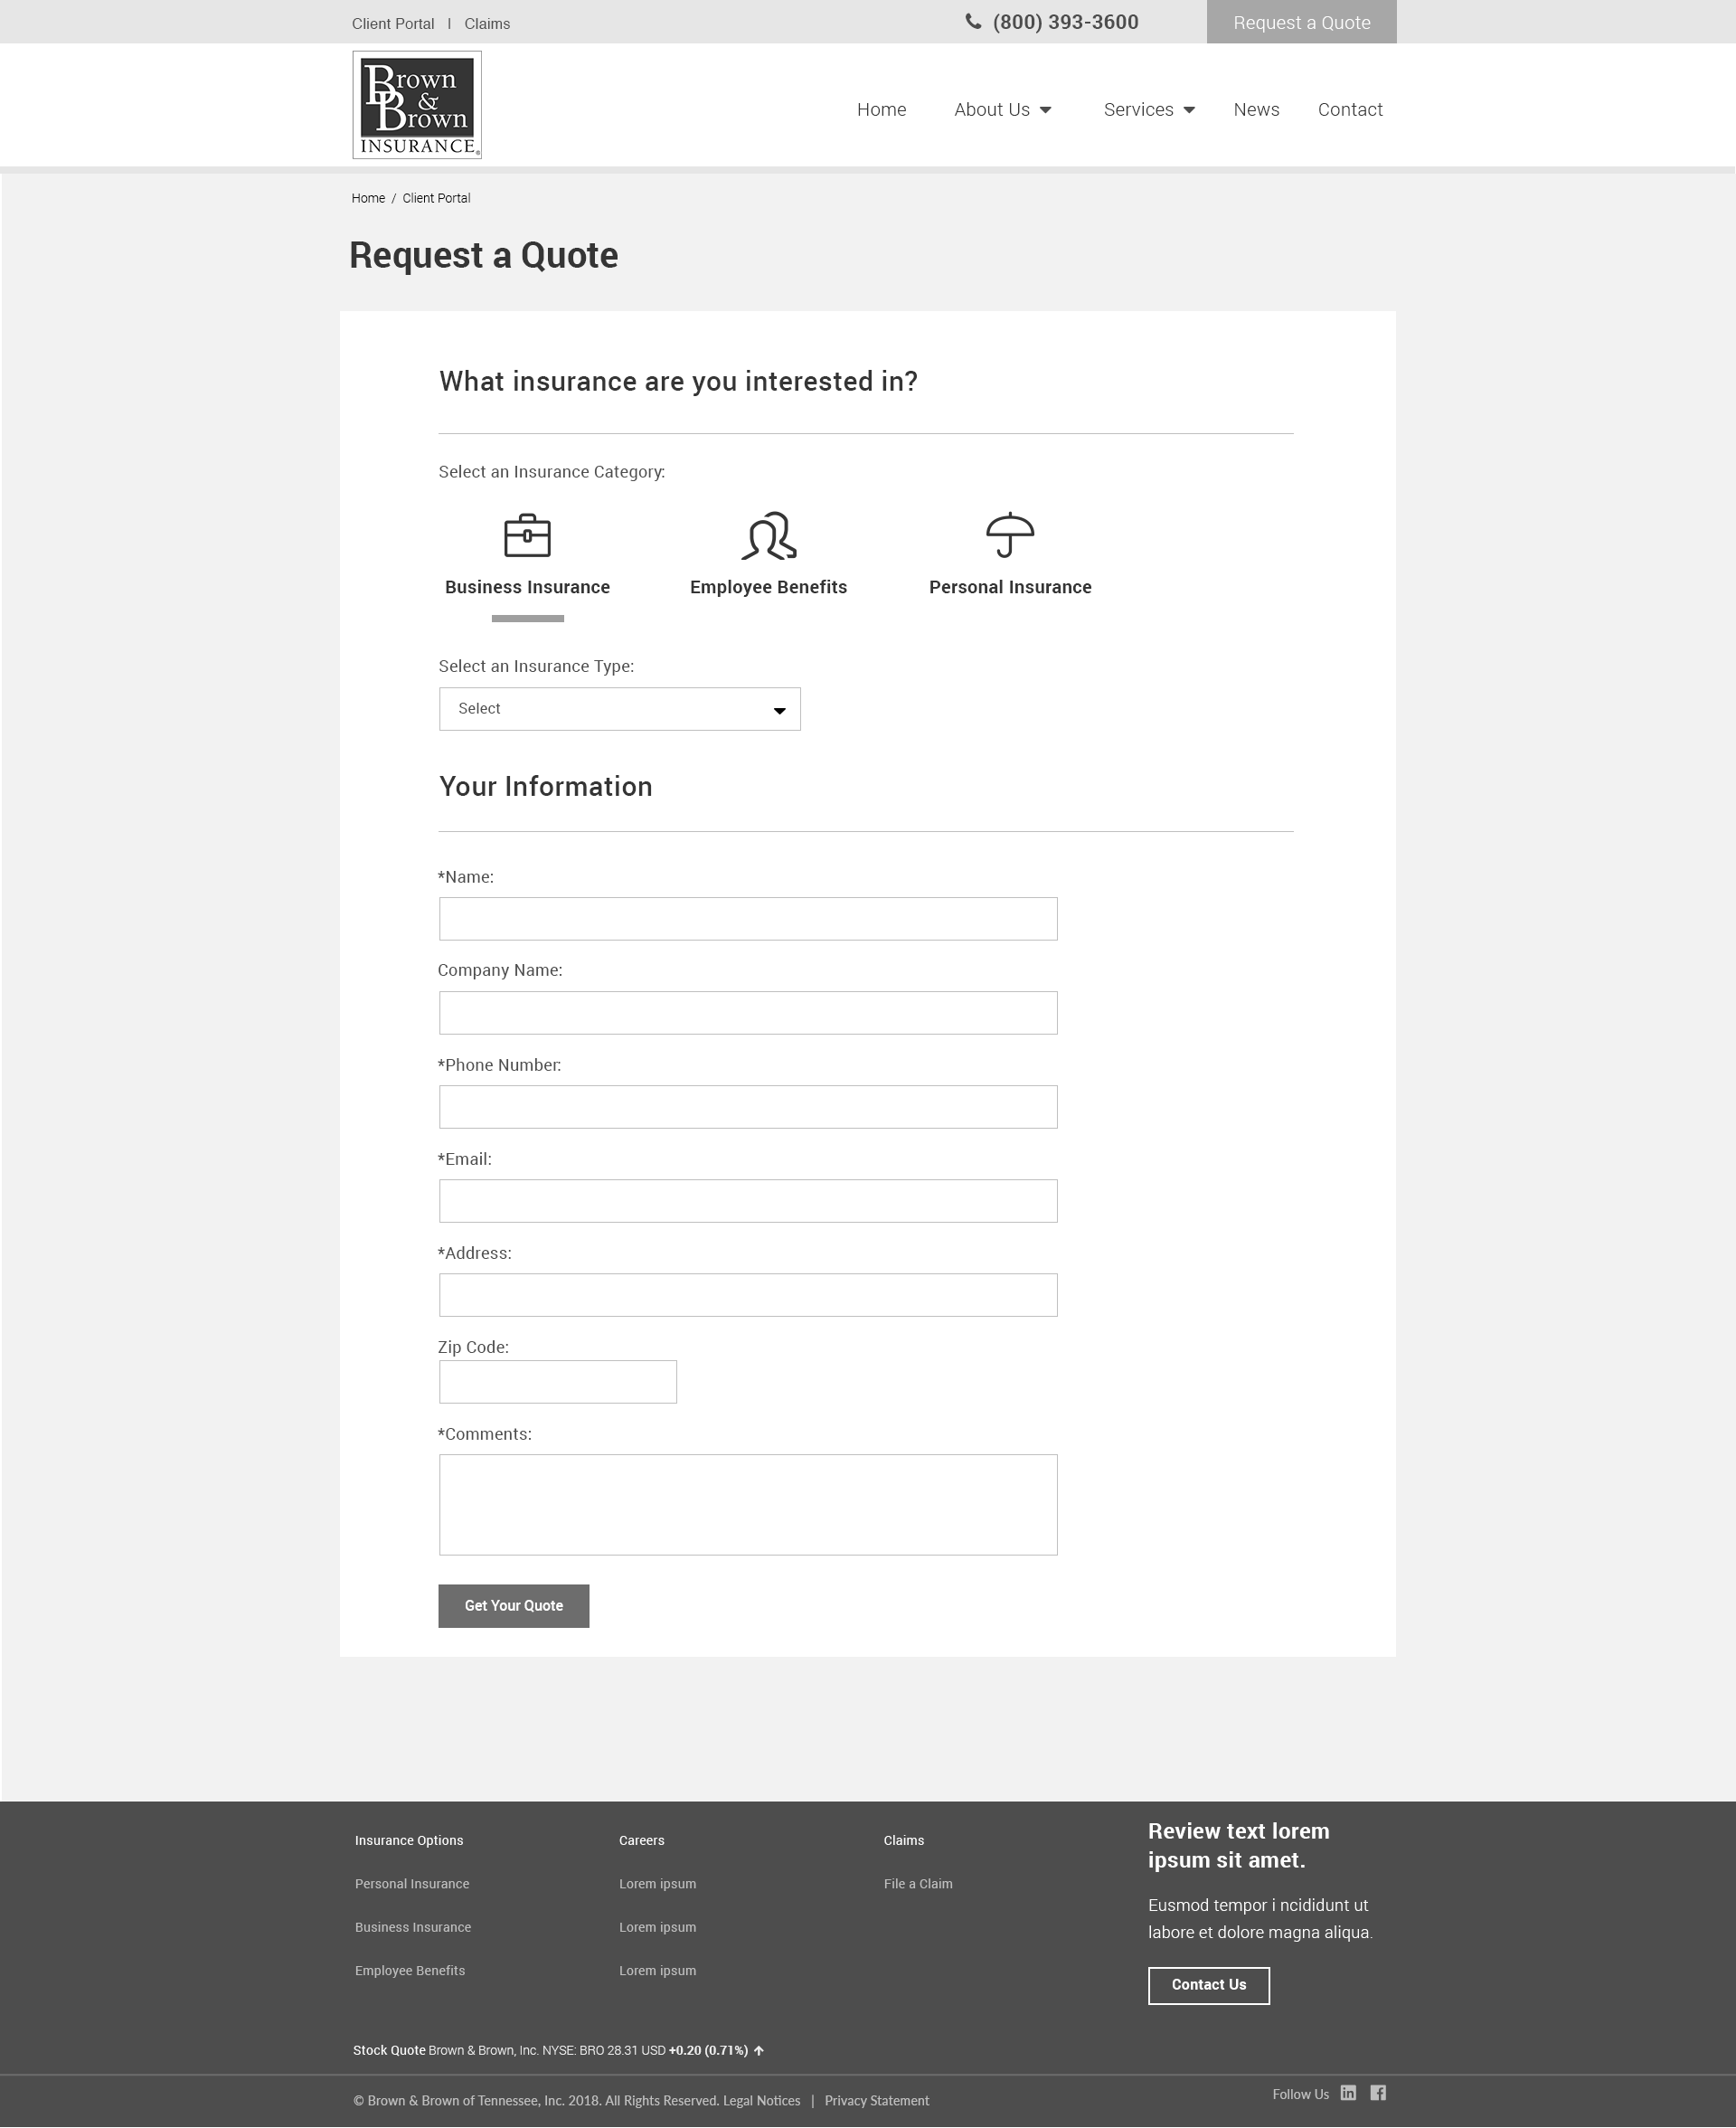 Client Portal | Claims
(800) 393-3600
Request a Quote
Brown
&
Brown
INSURANCE®
Home
About Us
Services
News
Contact
Home / Client Portal
Request a Quote
What insurance are you interested in?
Select an Insurance Category:
Business Insurance
Employee Benefits
Personal Insurance
Select an Insurance Type:
Select
Your Information
*Name:
Company Name:
*Phone Number:
*Email:
*Address:
Zip Code:
*Comments:
Get Your Quote
Insurance Options
Personal Insurance
Business Insurance
Employee Benefits
Careers
Lorem ipsum
Lorem ipsum
Lorem ipsum
Claims
File a Claim
Review text lorem
ipsum sit amet.
Eusmod tempor i ncididunt ut
labore et dolore magna aliqua.
Contact Us
Stock Quote Brown & Brown, Inc. NYSE: BRO 28.31 USD +0.20 (0.71%)
© Brown & Brown of Tennessee, Inc. 2018. All Rights Reserved. Legal Notices | Privacy Statement
Follow Us